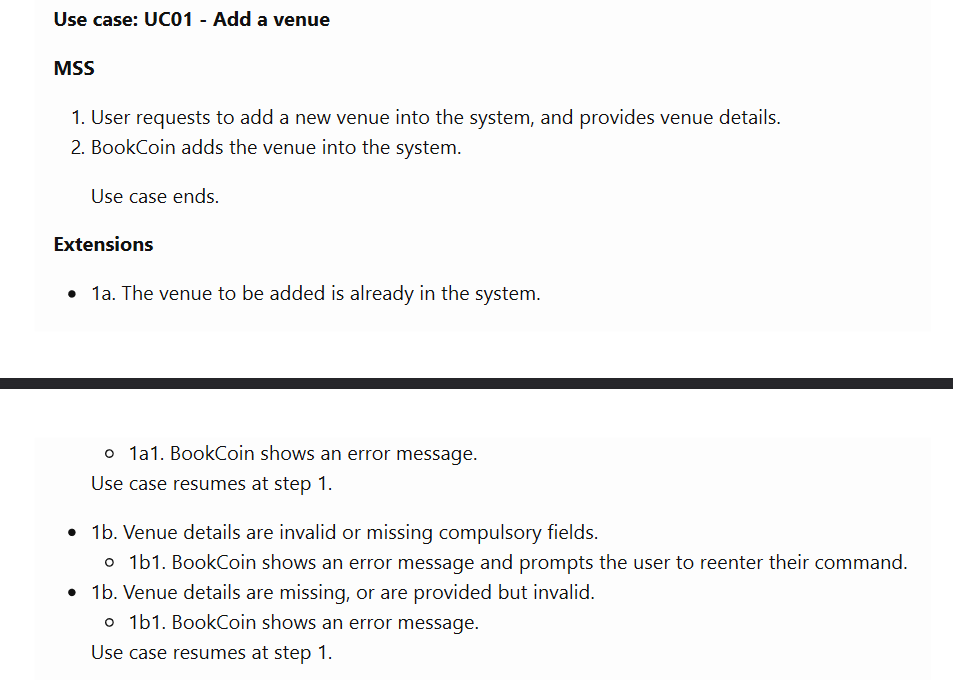 Use case: UC01 - Add a venue
MSS
1. User requests to add a new venue into the system, and provides venue details.
2. BookCoin adds the venue into the system.
Use case ends.
Extensions
• 1a. The venue to be added is already in the system.
○ 1a1. BookCoin shows an error message.
Use case resumes at step 1.
• 1b. Venue details are invalid or missing compulsory fields.
○ 1b1. BookCoin shows an error message and prompts the user to reenter their command.
• 1b. Venue details are missing, or are provided but invalid.
○ 1b1. BookCoin shows an error message.
Use case resumes at step 1.